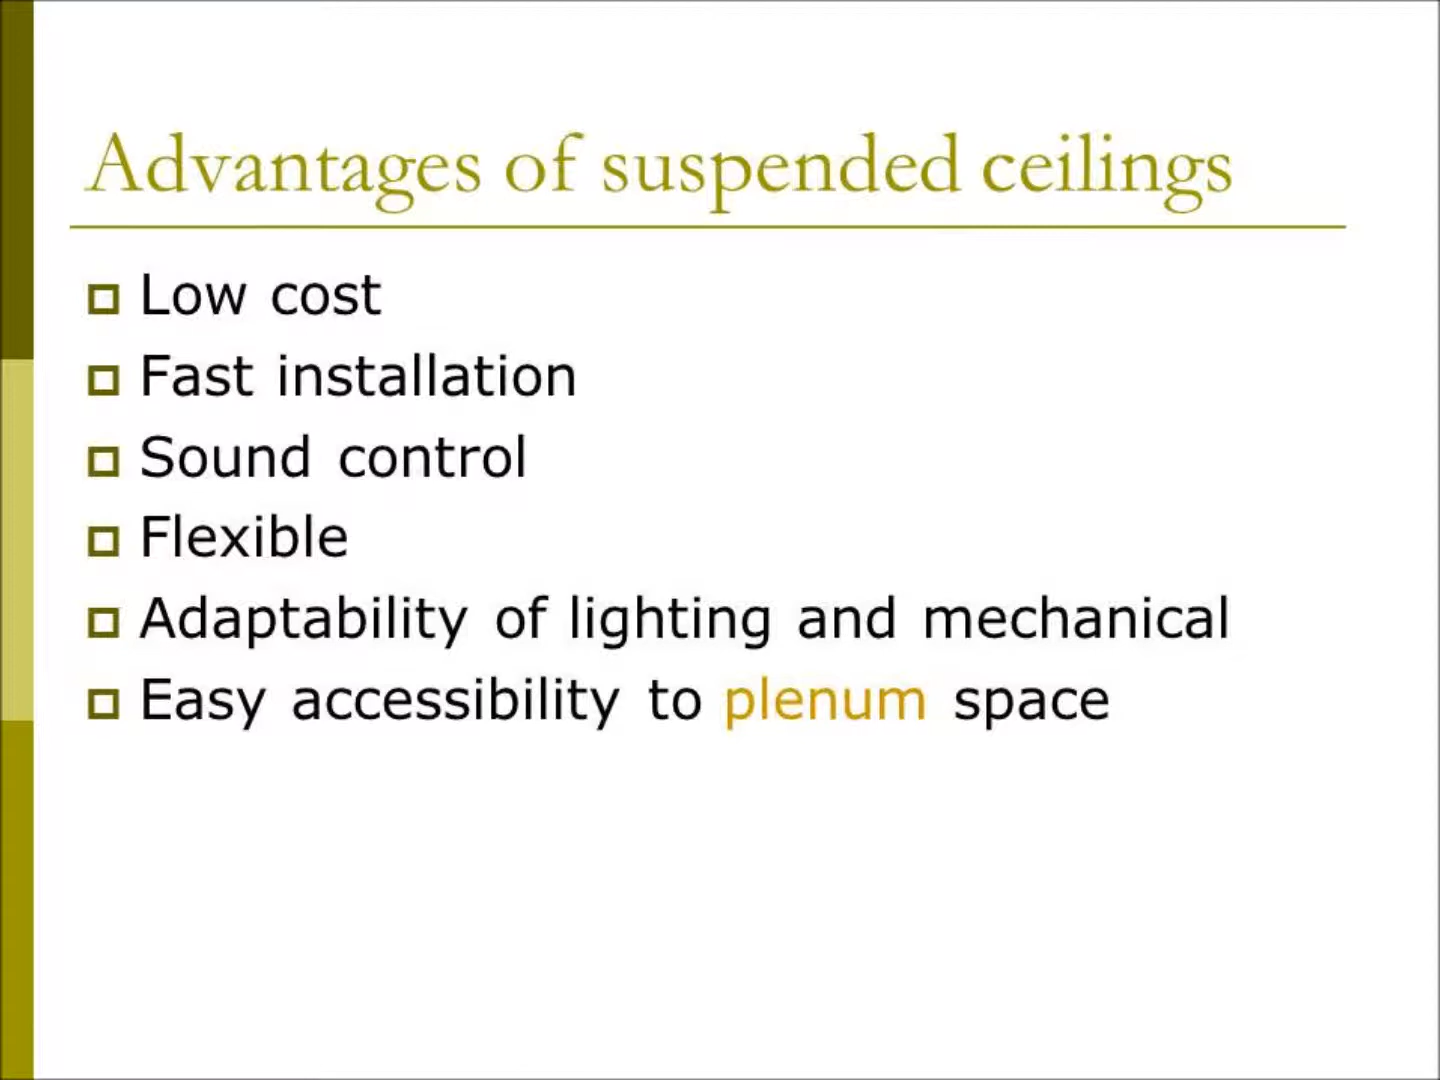 Advantages of suspended ceilings
Low cost
Fast installation
Sound control
Flexible
Adaptability of lighting and mechanical
Easy accessibility to plenum space